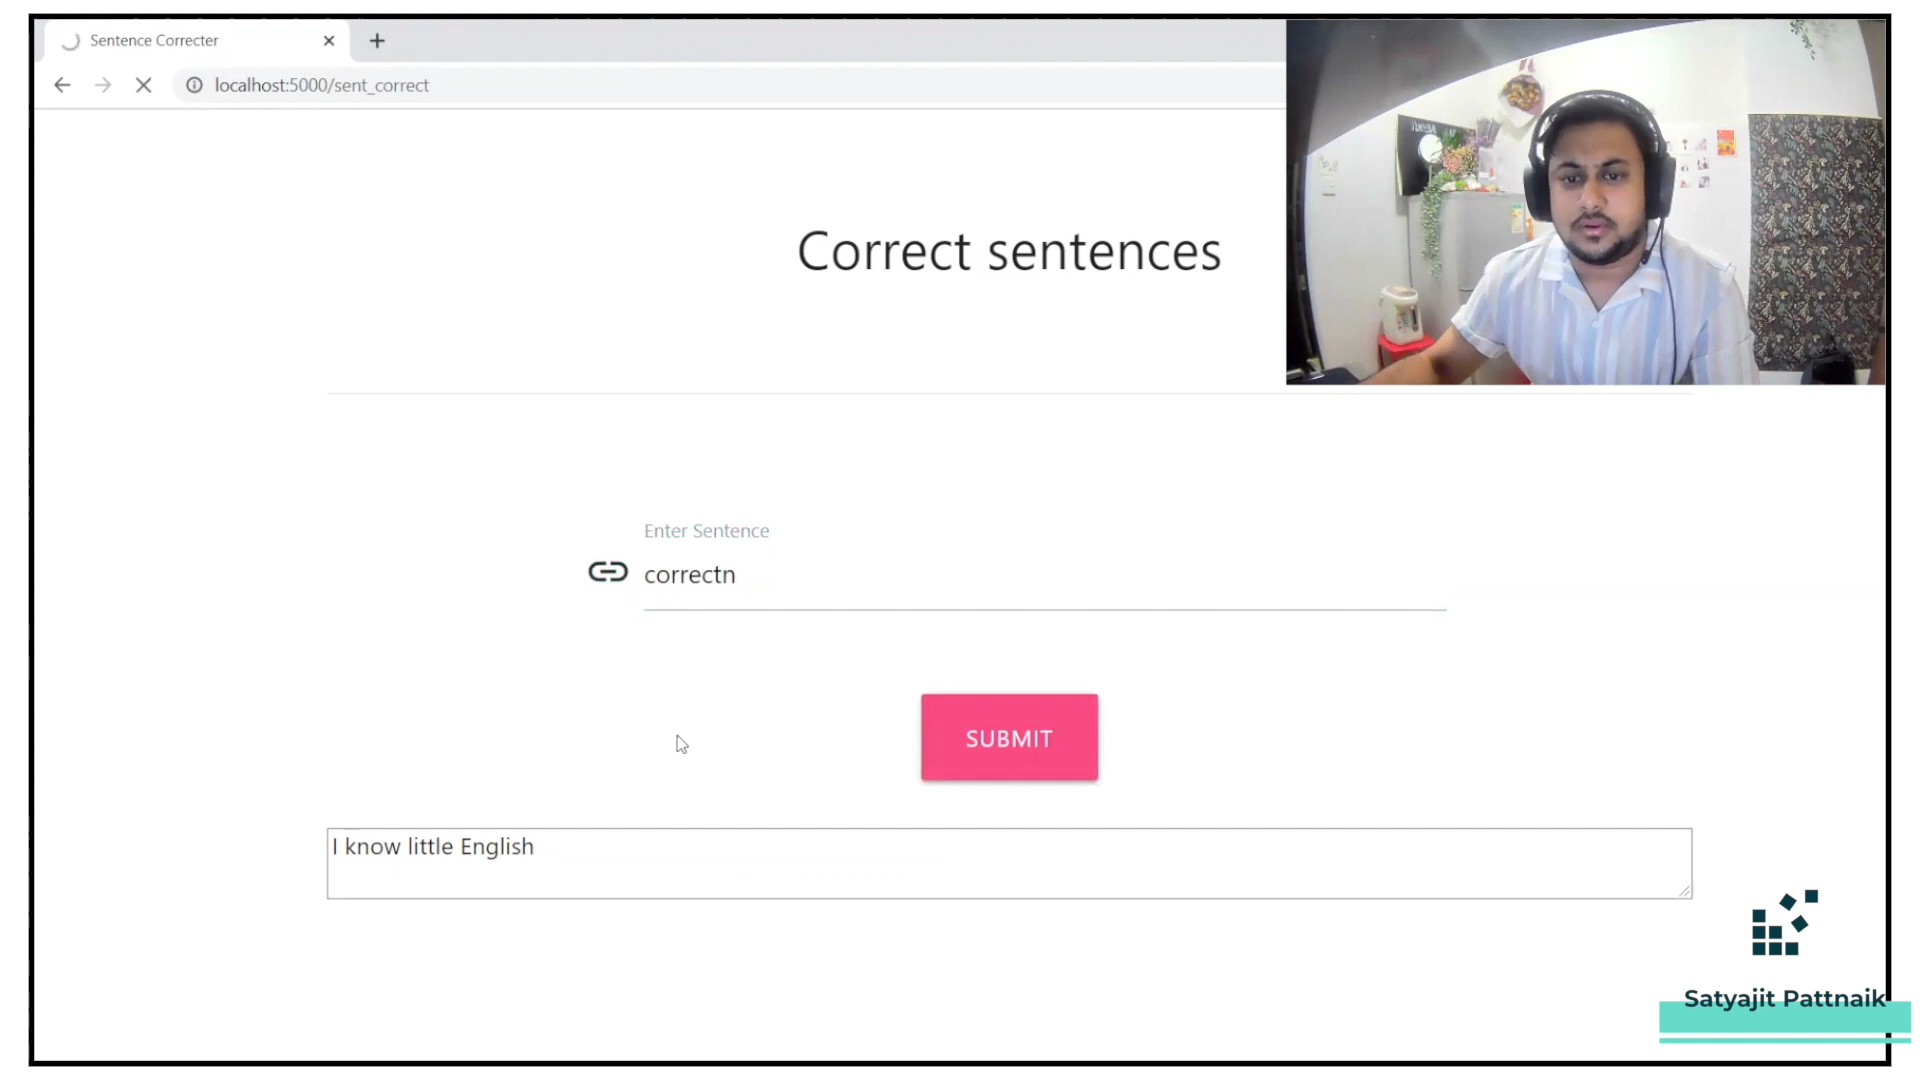 Sentence Correcter
localhost:5000/sent_correct
Correct sentences
Enter Sentence
correctn
SUBMIT
I know little English
Satyajit Pattnaik